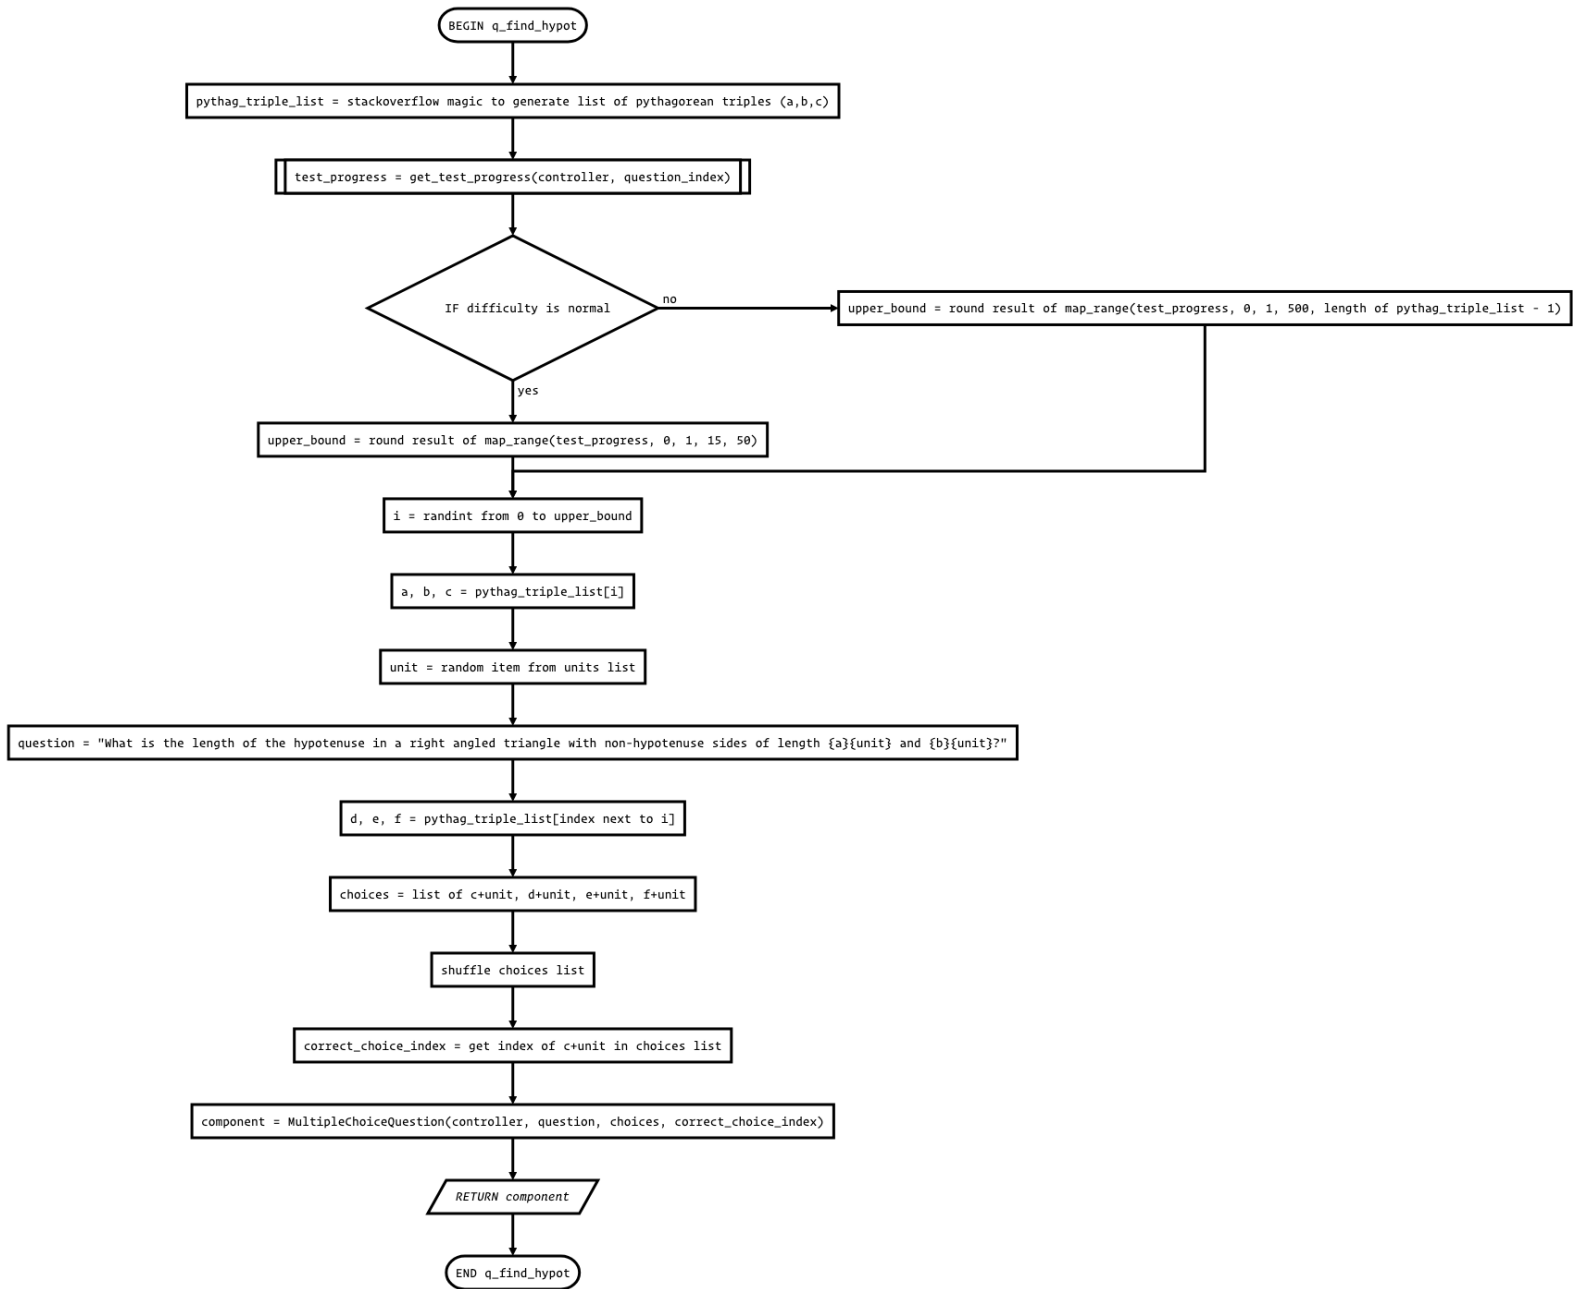 BEGIN q_find_hypot
pythag_triple_list = stackoverflow magic to generate list of pythagorean triples (a,b,c)
test_progress = get_test_progress(controller, question_index)
IF difficulty is normal
no
upper_bound = round result of map_range(test_progress, 0, 1, 500, length of pythag_triple_list - 1)
yes
upper_bound = round result of map_range(test_progress, 0, 1, 15, 50)
i = randint from 0 to upper_bound
a, b, c = pythag_triple_list[i]
unit = random item from units list
question = "What is the length of the hypotenuse in a right angled triangle with non-hypotenuse sides of length {a}{unit} and {b}{unit}?"
d, e, f = pythag_triple_list[index next to i]
choices = list of c+unit, d+unit, e+unit, f+unit
shuffle choices list
correct_choice_index = get index of c+unit in choices list
component = MultipleChoiceQuestion(controller, question, choices, correct_choice_index)
RETURN component
END q_find_hypot